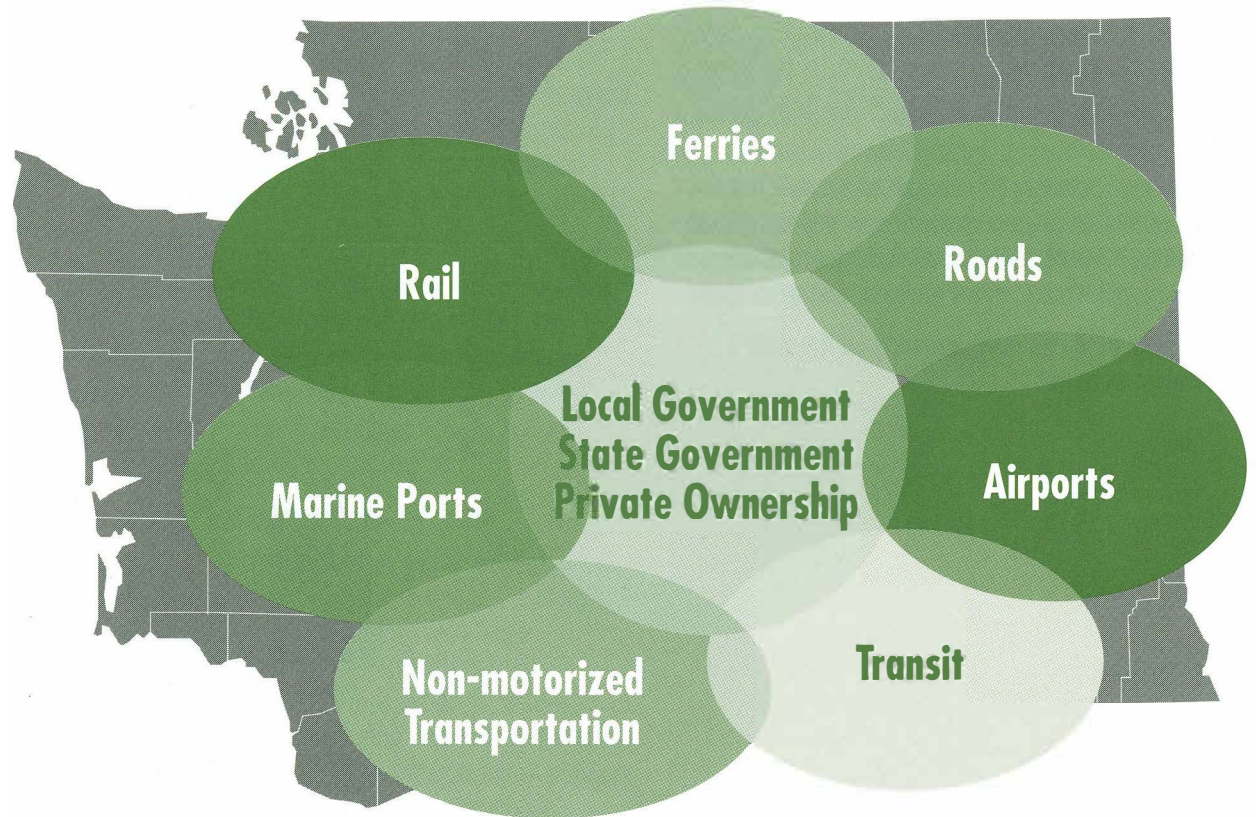 Ferries
Rail
Roads
Local Government
State Government
Private Ownership
Marine Ports
Airports
Non-motorized
Transportation
Transit